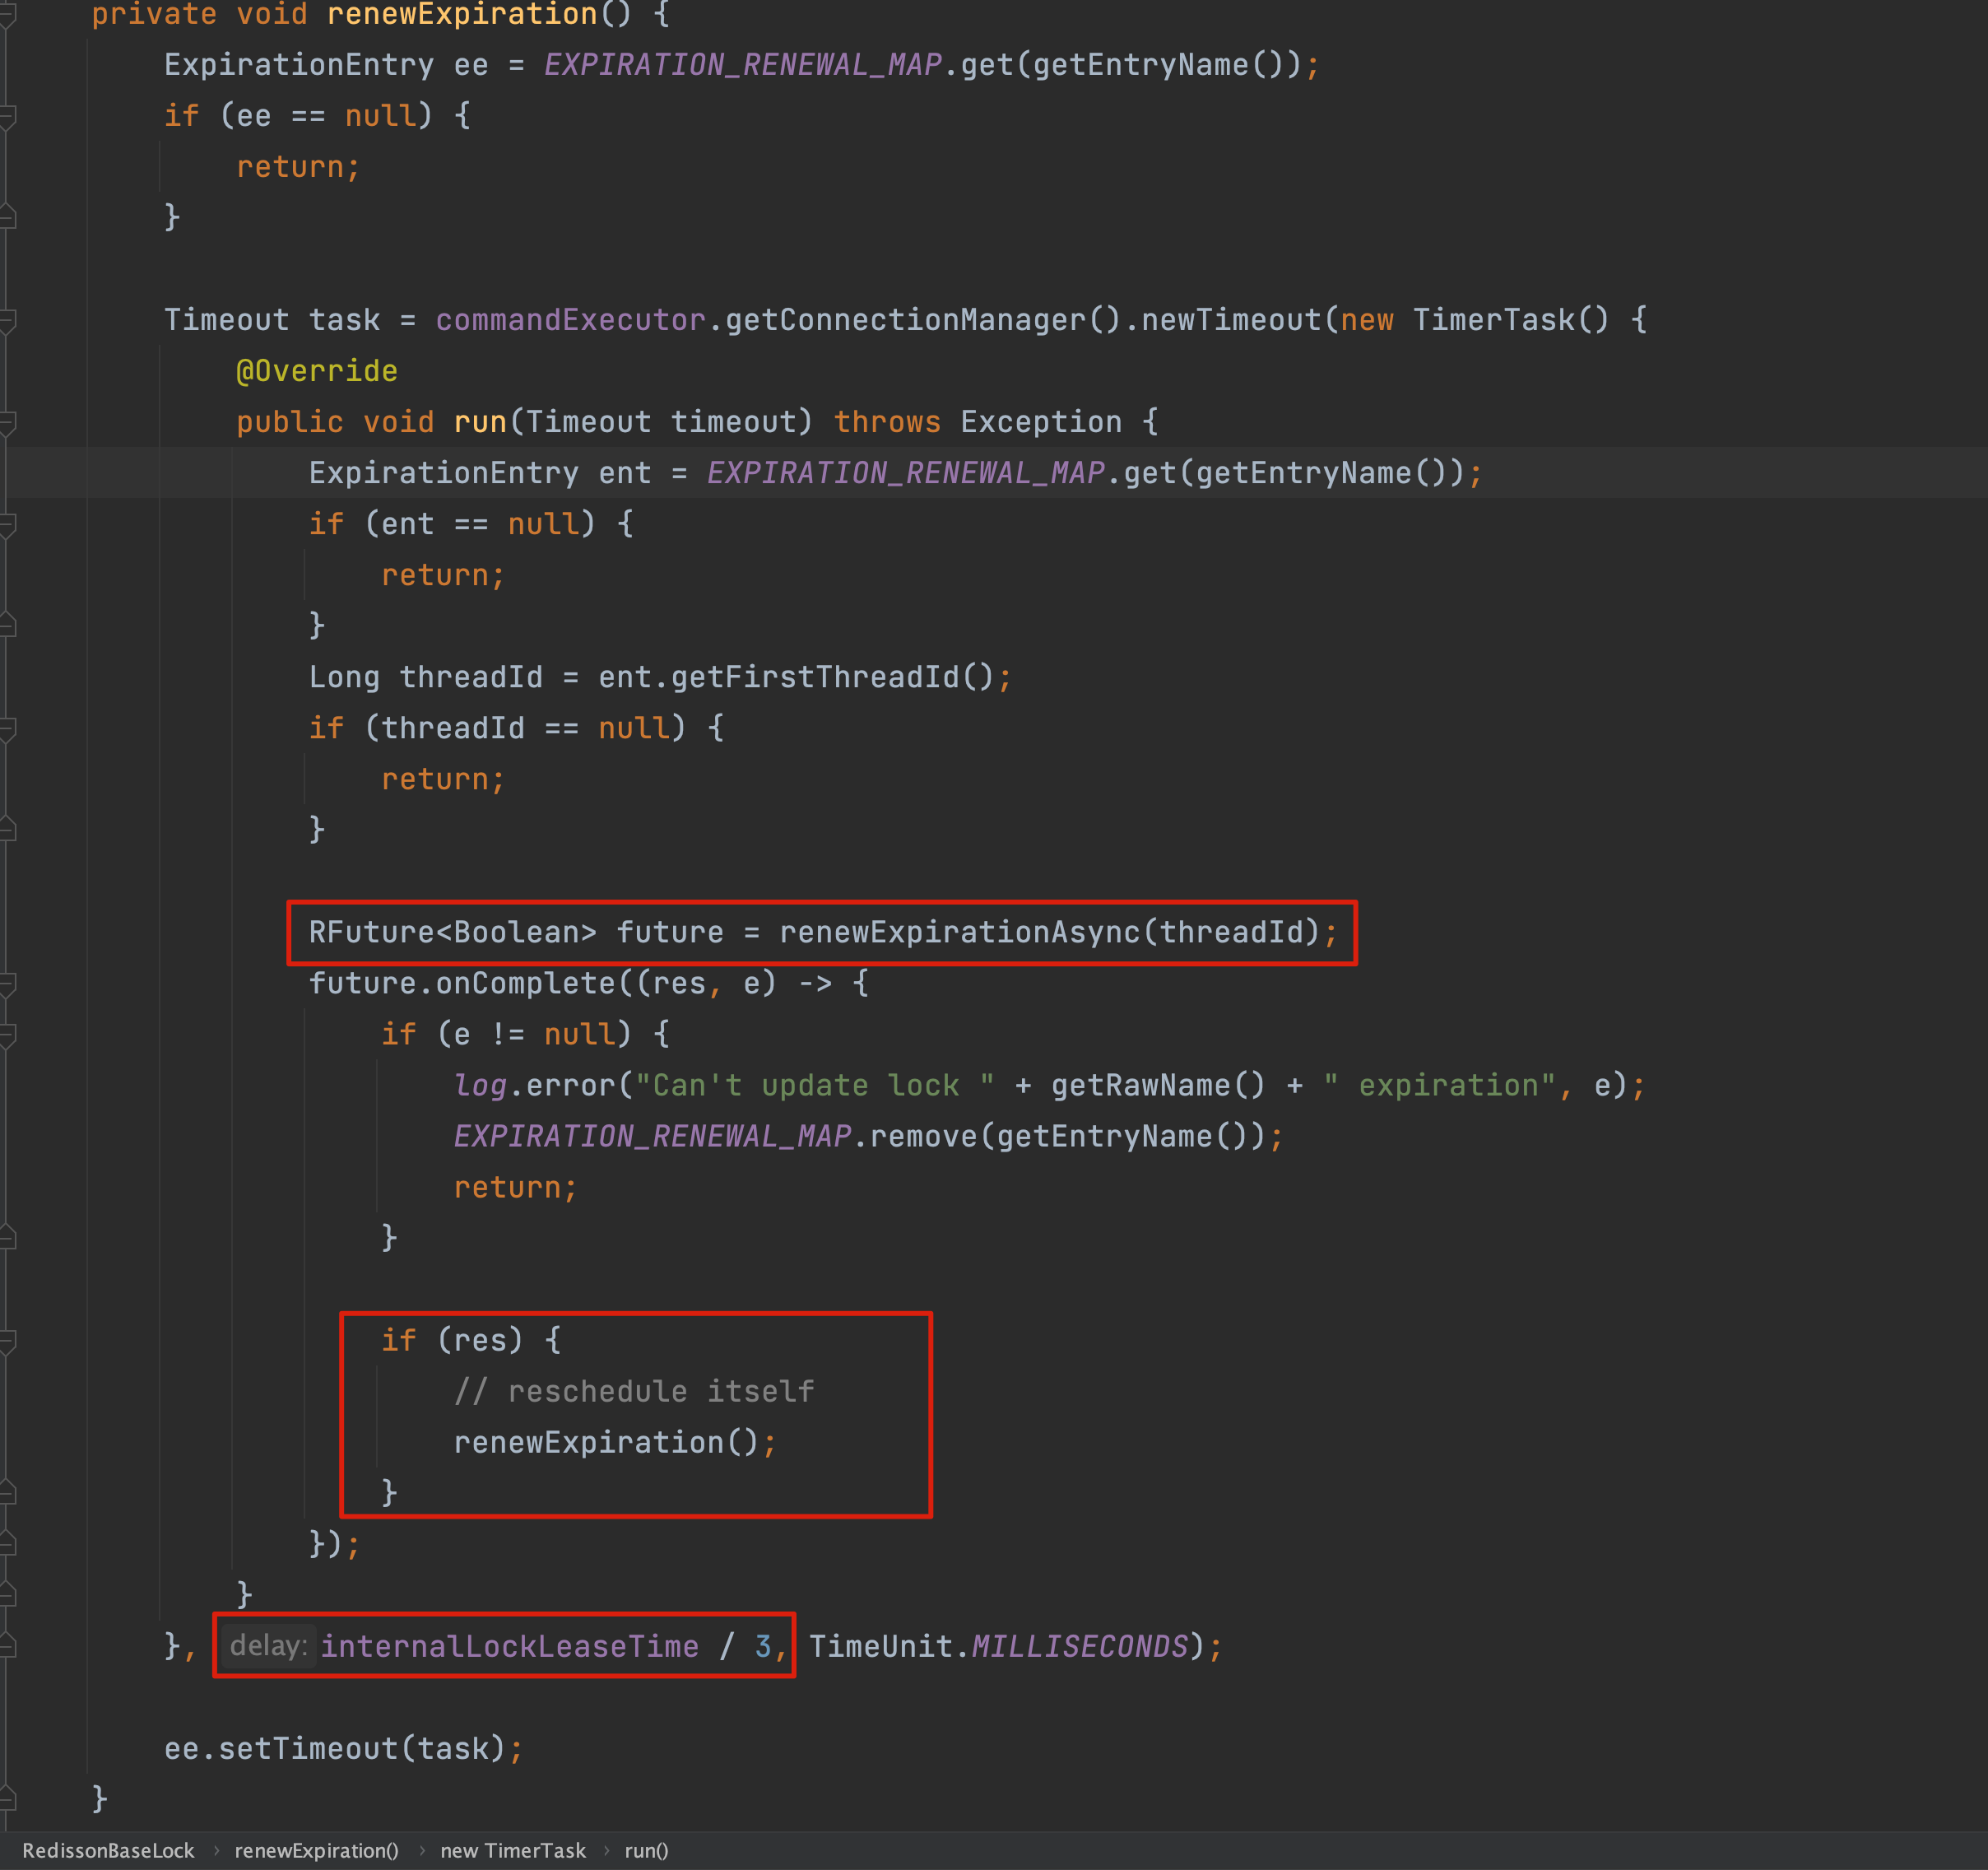 private void renewExpiration() {
ExpirationEntry ee = EXPIRATION_RENEWAL_MAP.get(getEntryName());
if (ee == null) {
return;
}
Timeout task = commandExecutor.getConnectionManager().newTimeout(new TimerTask() {
@Override
public void run(Timeout timeout) throws Exception {
ExpirationEntry ent = EXPIRATION_RENEWAL_MAP.get(getEntryName());
if (ent == null) {
return;
}
Long threadId = ent.getFirstThreadId();
if (threadId == null) {
return;
}
RFuture<Boolean> future = renewExpirationAsync(threadId);
future.onComplete((res, e) -> {
if (e != null) {
log.error("Can't update lock " + getRawName() + " expiration", e);
EXPIRATION_RENEWAL_MAP.remove(getEntryName());
return;
}
if (res) {
// reschedule itself
renewExpiration();
}
});
}
}, delay: internalLockLeaseTime / 3, TimeUnit.MILLISECONDS);
ee.setTimeout(task);
}
RedissonBaseLock › renewExpiration() › new TimerTask › run()